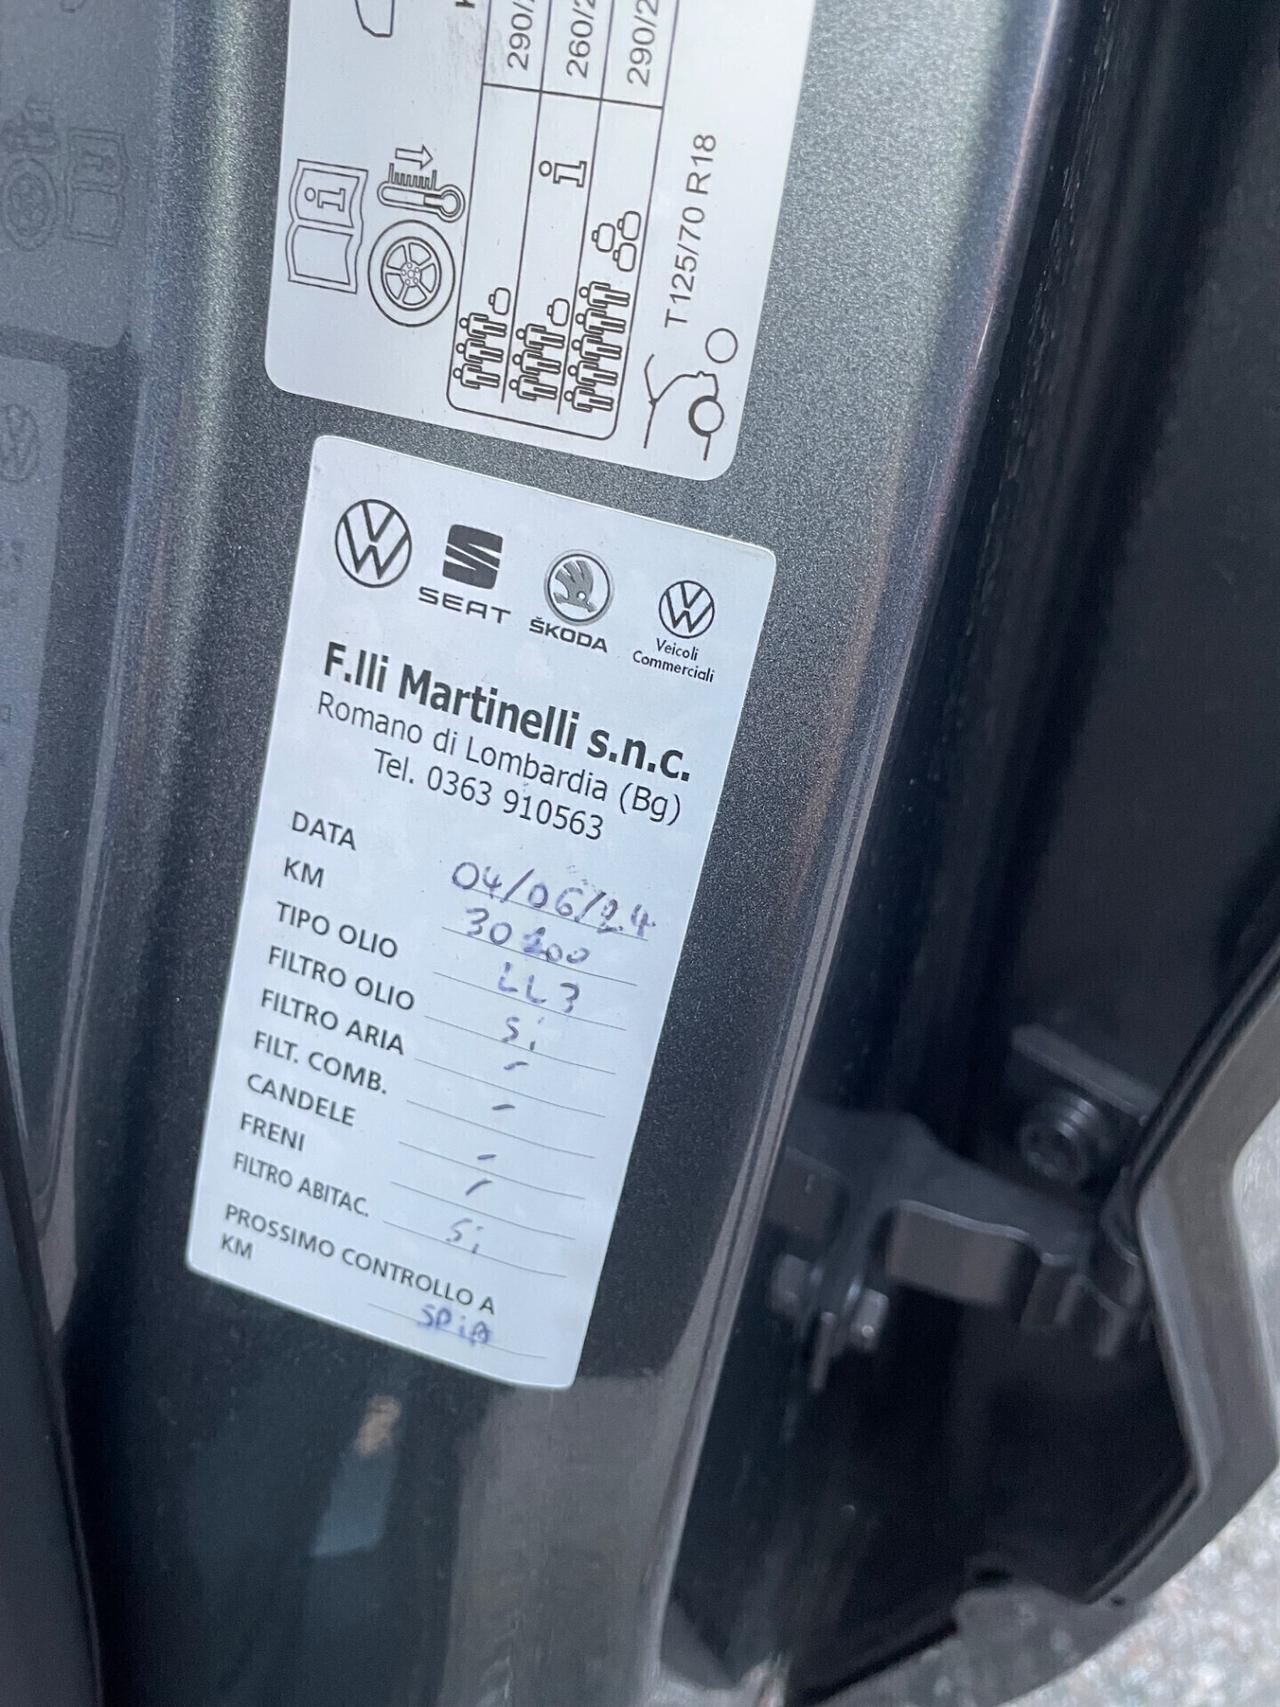 290/
260/2
290/2
T125/70 R18
SEAT
ŠKODA
Veicoli
Commerciali
F.lli Martinelli s.n.c.
Romano di Lombardia (Bg)
Tel. 0363 910563
DATA 04/06/24
KM 30200
TIPO OLIO LL3
FILTRO OLIO Si
FILTRO ARIA -
FILT. COMB. -
CANDELE -
FRENI -
FILTRO ABITAC. Si
PROSSIMO CONTROLLO A
KM SPiA